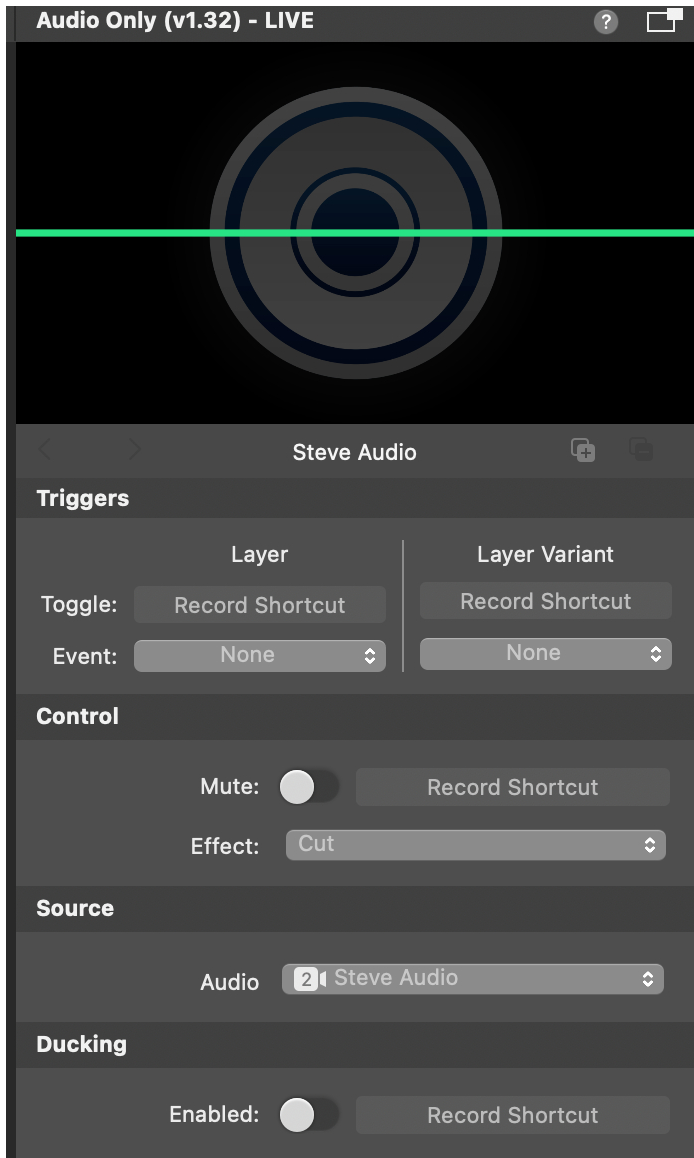 Audio Only (v1.32) - LIVE ?
Steve Audio
Triggers
Layer Layer Variant
Toggle: Record Shortcut Record Shortcut
Event: None None
Control
Mute: Record Shortcut
Effect: Cut
Source
Audio 2 Steve Audio
Ducking
Enabled: Record Shortcut